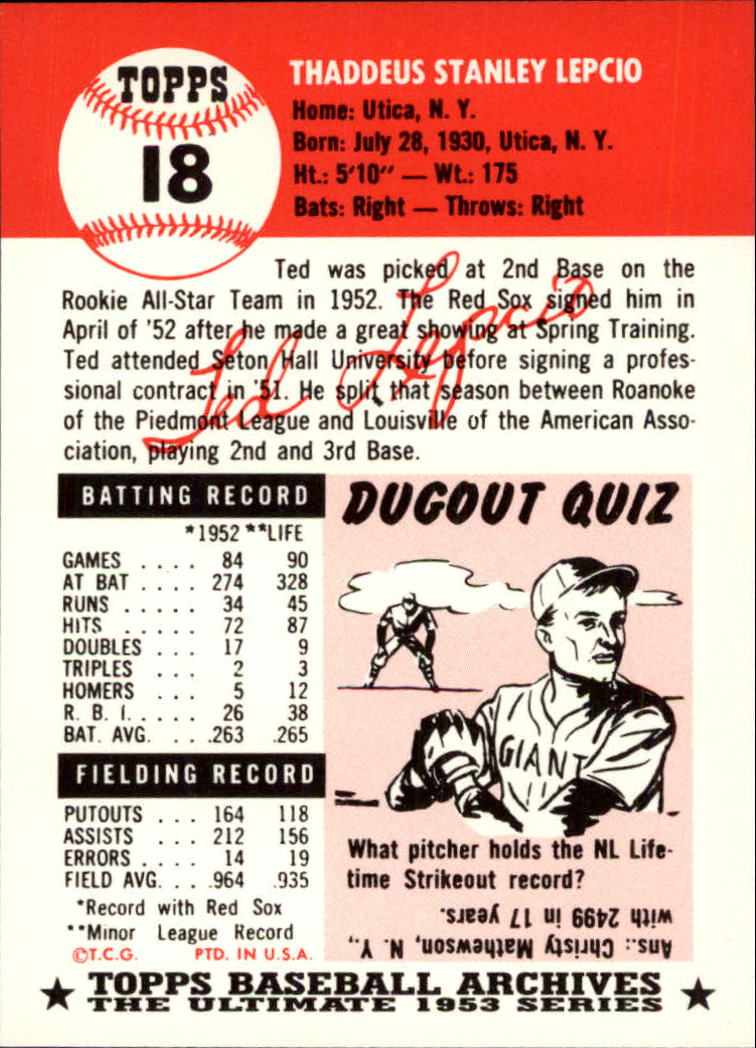 TOPPS
18
THADDEUS STANLEY LEPCIO
Home: Utica, N. Y.
Born: July 28, 1930, Utica, N. Y.
Ht.: 5'10" — Wt.: 175
Bats: Right — Throws: Right
Ted was picked at 2nd Base on the
Rookie All-Star Team in 1952. The Red Sox signed him in
April of '52 after he made a great showing at Spring Training.
Ted attended Seton Hall University before signing a profes-
sional contract in '51. He split that season between Roanoke
of the Piedmont League and Louisville of the American Asso-
ciation, playing 2nd and 3rd Base.
Ted Lepcio
BATTING RECORD
*1952 **LIFE
GAMES .... 84 90
AT BAT .... 274 328
RUNS ..... 34 45
HITS ..... 72 87
DOUBLES ... 17 9
TRIPLES ... 2 3
HOMERS ... 5 12
R. B. I. .... 26 38
BAT. AVG. ... .263 .265
FIELDING RECORD
PUTOUTS ... 164 118
ASSISTS ... 212 156
ERRORS .... 14 19
FIELD AVG. ... .964 .935
*Record with Red Sox
**Minor League Record
©T.C.G. PTD. IN U.S.A.
DUGOUT QUIZ
GIANT
What pitcher holds the NL Life-
time Strikeout record?
Ans.: Christy Mathewson, N. Y.,
with 2499 in 17 years.
TOPPS BASEBALL ARCHIVES
THE ULTIMATE 1953 SERIES